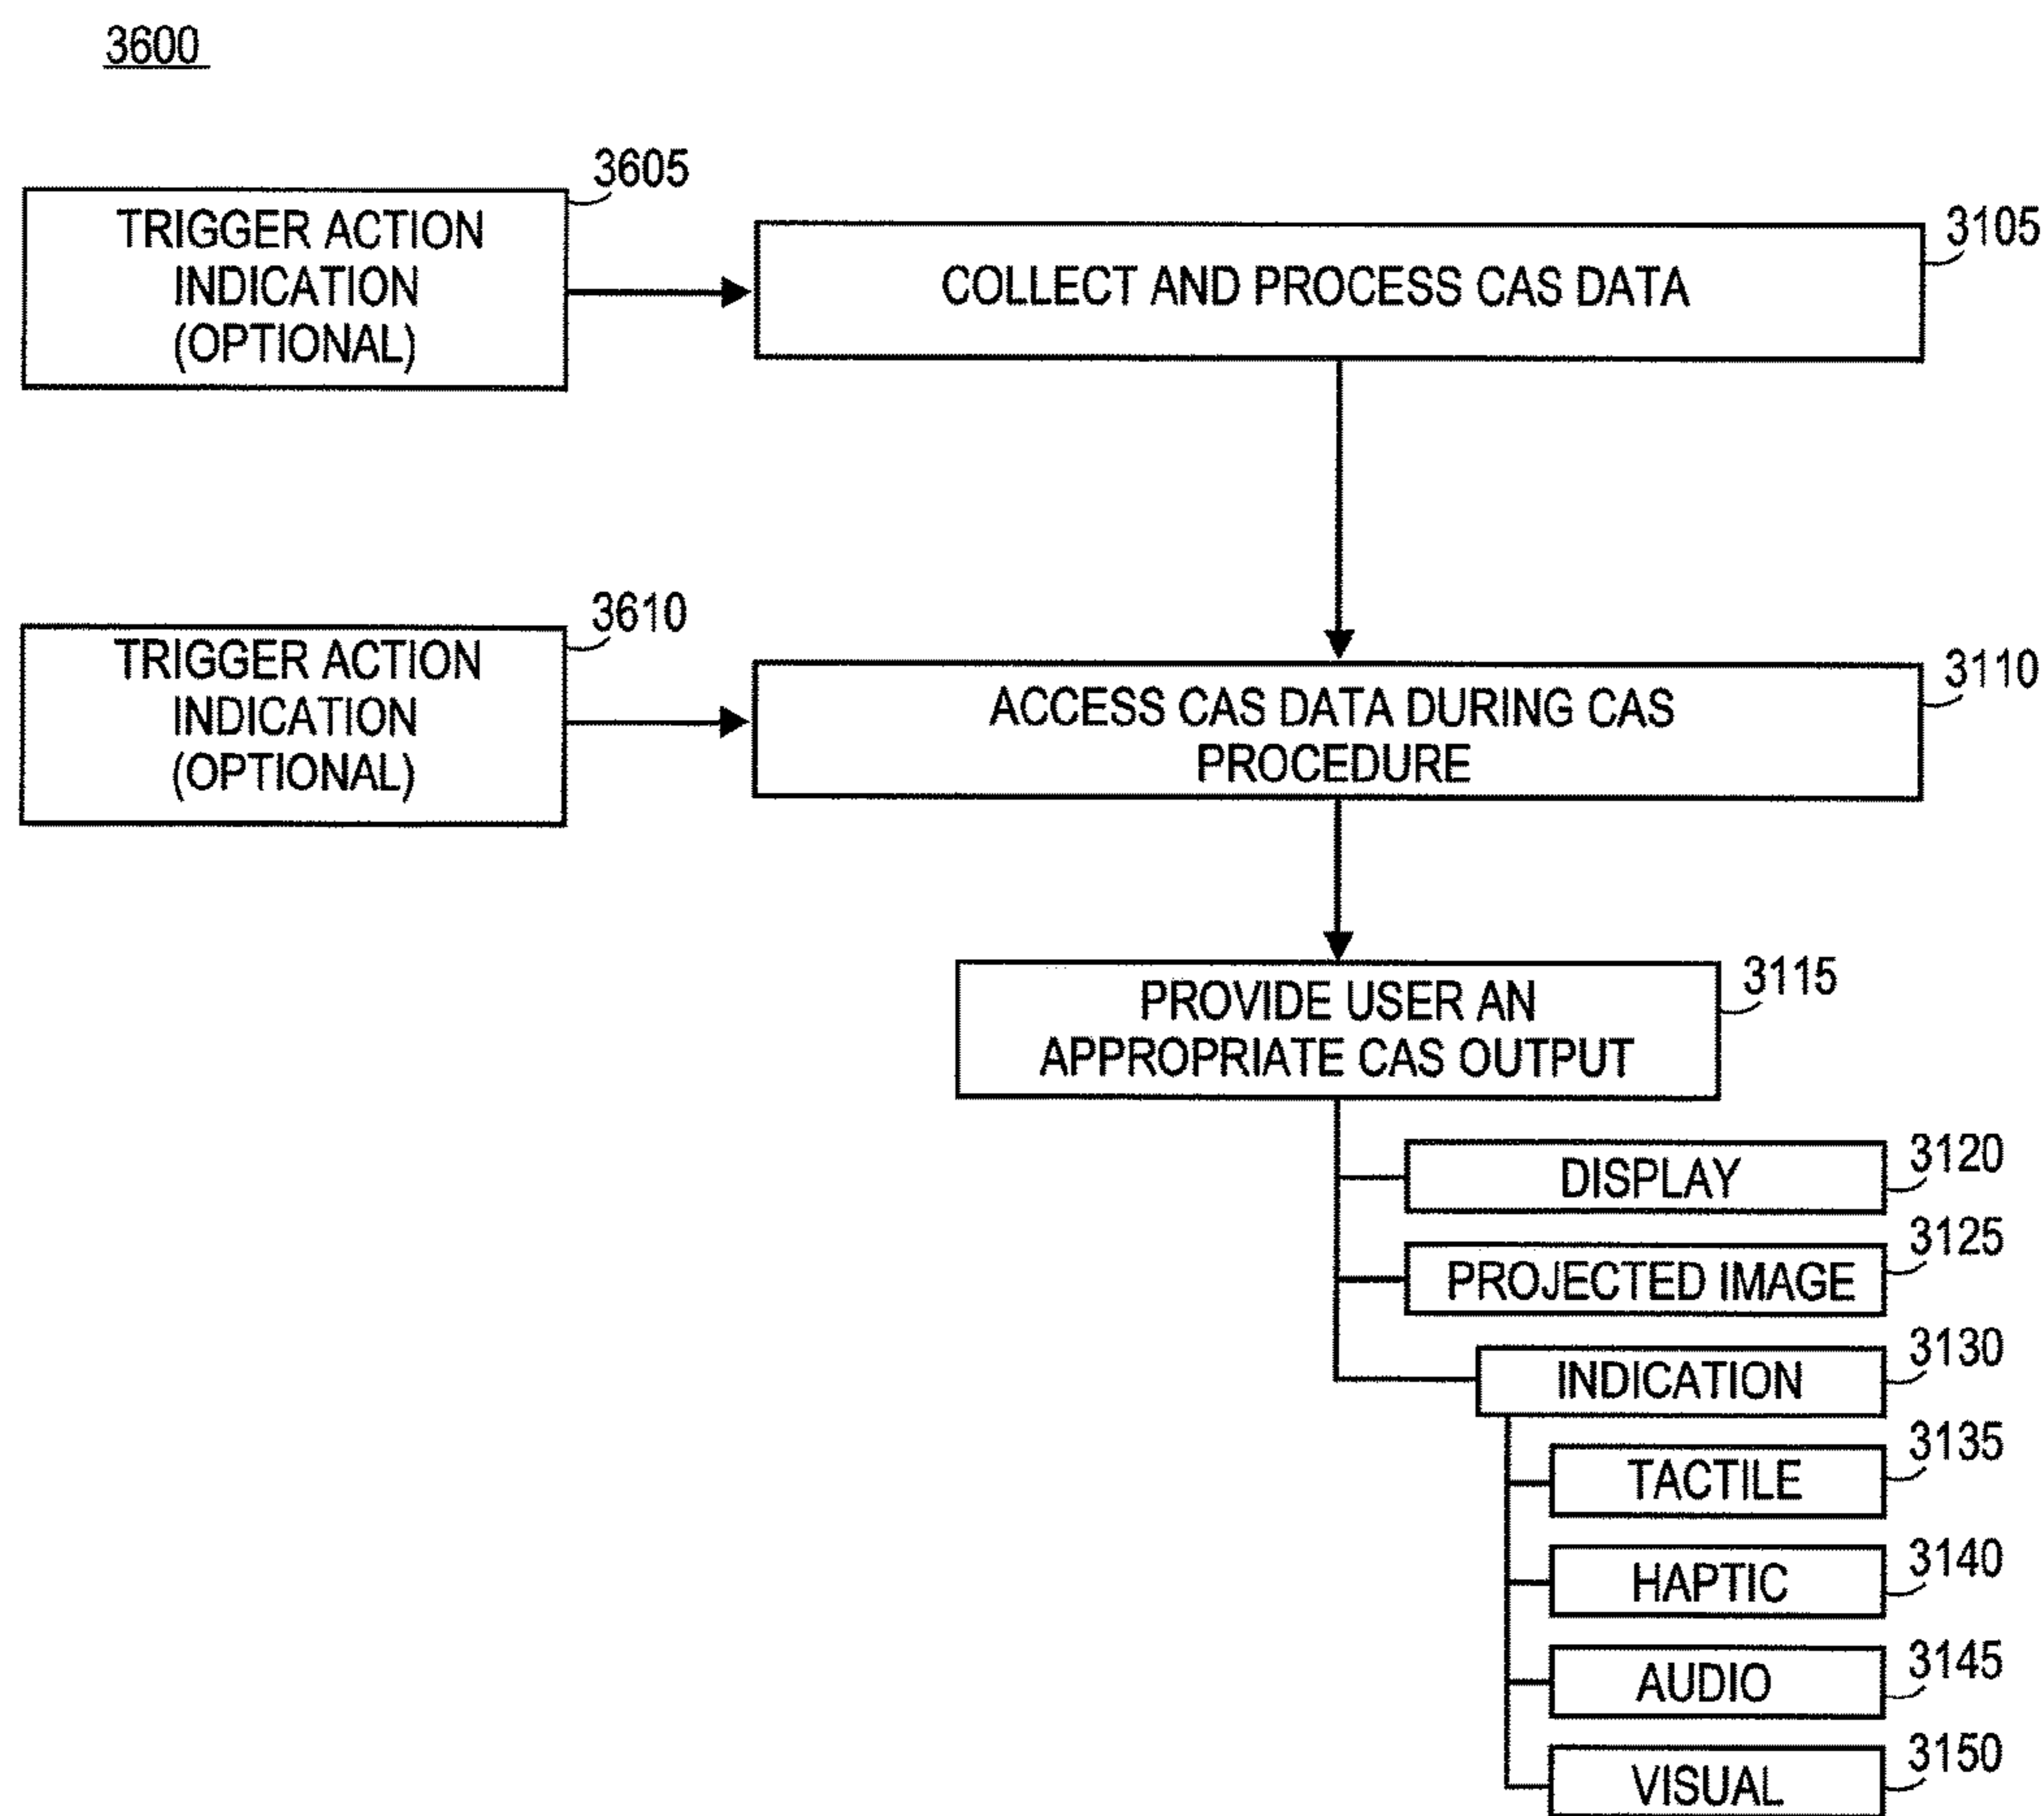 3600
3605
TRIGGER ACTION
INDICATION
(OPTIONAL)
3105
COLLECT AND PROCESS CAS DATA
3610
TRIGGER ACTION
INDICATION
(OPTIONAL)
3110
ACCESS CAS DATA DURING CAS
PROCEDURE
3115
PROVIDE USER AN
APPROPRIATE CAS OUTPUT
3120
DISPLAY
3125
PROJECTED IMAGE
3130
INDICATION
3135
TACTILE
3140
HAPTIC
3145
AUDIO
3150
VISUAL